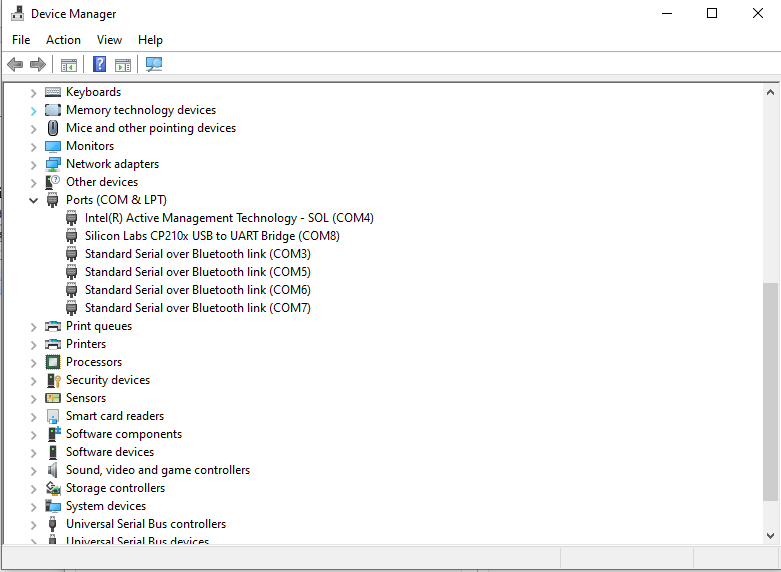 Device Manager
File Action View Help
Keyboards
Memory technology devices
Mice and other pointing devices
Monitors
Network adapters
Other devices
Ports (COM & LPT)
Intel(R) Active Management Technology - SOL (COM4)
Silicon Labs CP210x USB to UART Bridge (COM8)
Standard Serial over Bluetooth link (COM3)
Standard Serial over Bluetooth link (COM5)
Standard Serial over Bluetooth link (COM6)
Standard Serial over Bluetooth link (COM7)
Print queues
Printers
Processors
Security devices
Sensors
Smart card readers
Software components
Software devices
Sound, video and game controllers
Storage controllers
System devices
Universal Serial Bus controllers
Universal Serial Bus devices